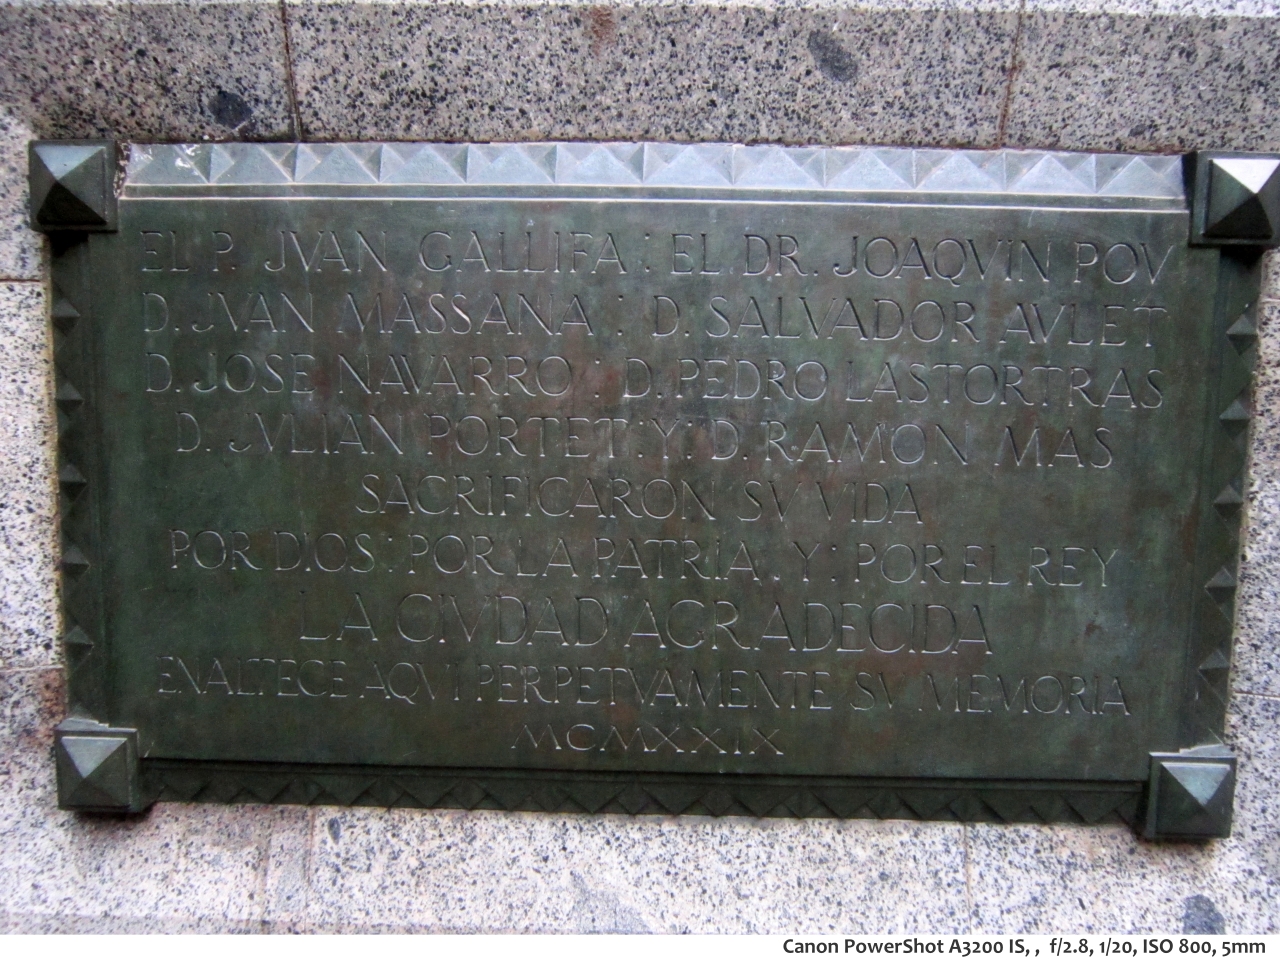 EL P. JVAN GALLIFA : EL DR. JOAQVIN POV
D. JVAN MASSANA : D. SALVADOR AVLET
D. JOSE NAVARRO : D. PEDRO LASTORTRAS
D. JVLIAN PORTET : Y : D. RAMON MAS
SACRIFICARON SV VIDA
POR DIOS : POR LA PATRIA : Y : POR EL REY
LA CIVDAD AGRADECIDA
ENALTECE AQVI PERPETVAMENTE SV MEMORIA
MCMXXIX
Canon PowerShot A3200 IS, , f/2.8, 1/20, ISO 800, 5mm